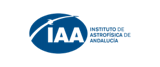 IAA
INSTITUTO DE
ASTROFÍSICA DE
ANDALUCÍA